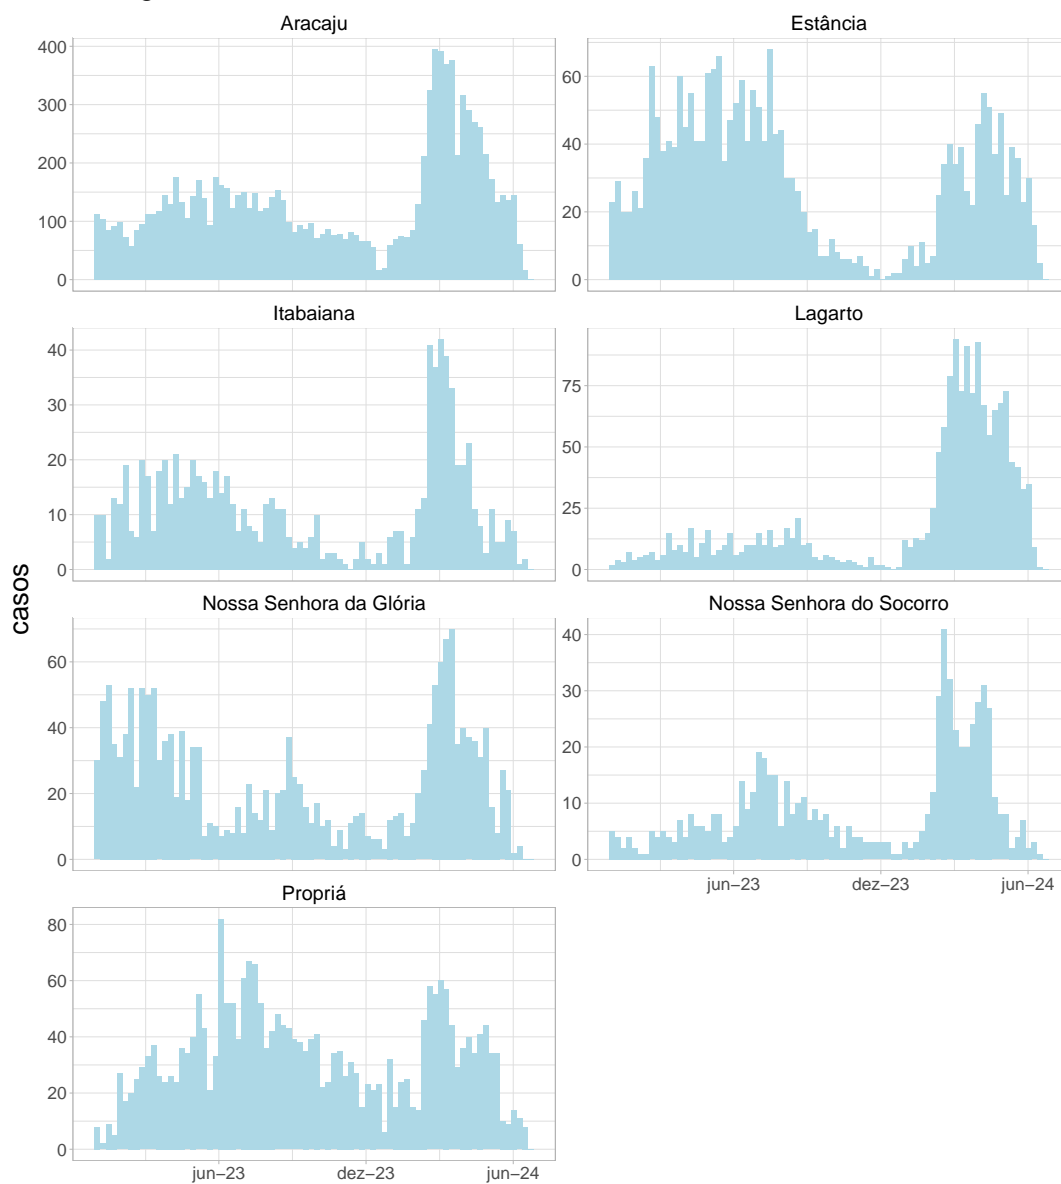 Aracaju
Estância
400
300
200
100
0
60
40
20
0
Itabaiana
Lagarto
40
30
20
10
0
75
50
25
0
casos
Nossa Senhora da Glória
Nossa Senhora do Socorro
60
40
20
0
40
30
20
10
0
jun−23
dez−23
jun−24
Propriá
80
60
40
20
0
jun−23
dez−23
jun−24